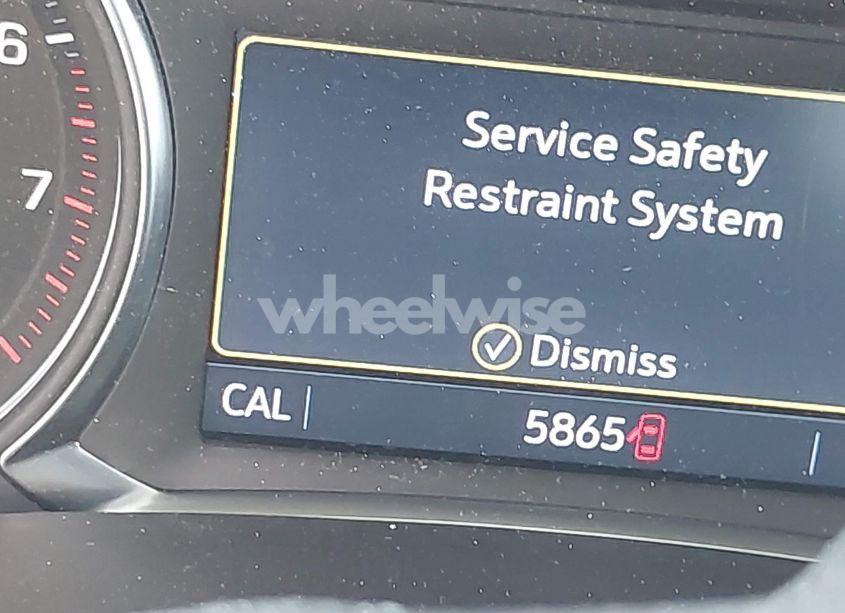 6
7
Service Safety
Restraint System
wheelwise
Dismiss
CAL
5865